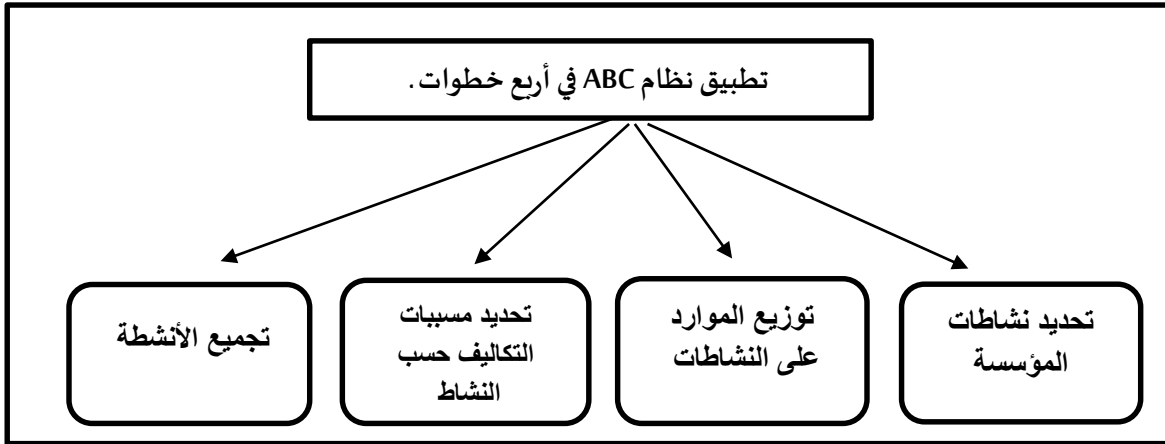 تطبيق نظام ABC في أربع خطوات.
تحديد نشاطات
المؤسسة
توزيع الموارد
على النشاطات
تحديد مسببات
التكاليف حسب
النشاط
تجميع الأنشطة